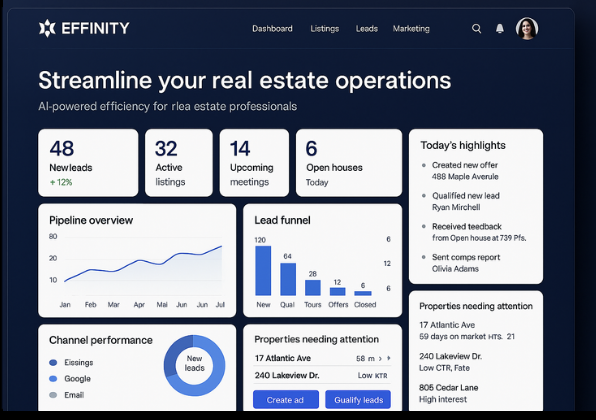 EFFINITY
Dashboard Listings Leads Marketing
Streamline your real estate operations
AI-powered efficiency for rlea estate professionals
48
Newleads
+ 12%
32
Active
listings
14
Upcoming
meetings
6
Open houses
Today
Today's highlights
Created new offer
488 Maple Averule
Qualified new lead
Ryan Mirchell
Received teedback
from Open house at 739 Pfs.
Sent comps report
Olivia Adams
Pipeline overview
80
20
10
Jan Feb Mar Apr Mai Jun Jun Jul
Lead funnel
120
64
28
12
6
6
12
6
New Qual Tours Offers Closed
Properties needing attention
17 Atlantic Ave
59 days on market HTS. 21
240 Lakeview Dr.
Low CTR, Fate
805 Cedar Lane
High interest
Channel performance
Eissings
Google
Email
New
leads
Properties needing attention
17 Atlantic Ave 58 m
240 Lakeview Dr. Low KTR
Create ad
Gualify leads